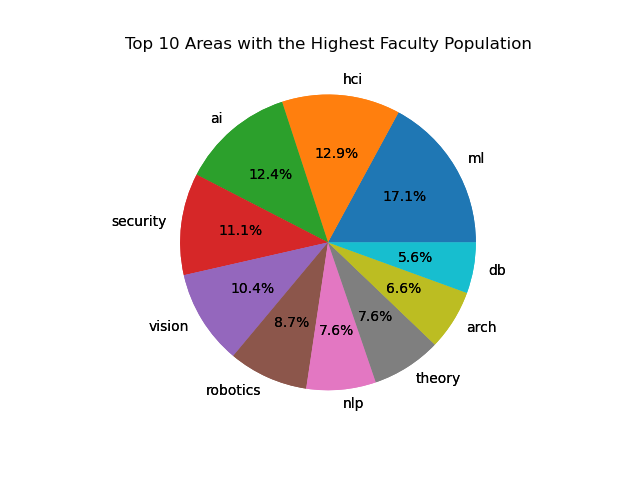 Top 10 Areas with the Highest Faculty Population
hci
ai
ml
12.9%
12.4%
17.1%
security
11.1%
5.6%
db
10.4%
6.6%
vision
8.7%
7.6%
7.6%
arch
robotics
theory
nlp